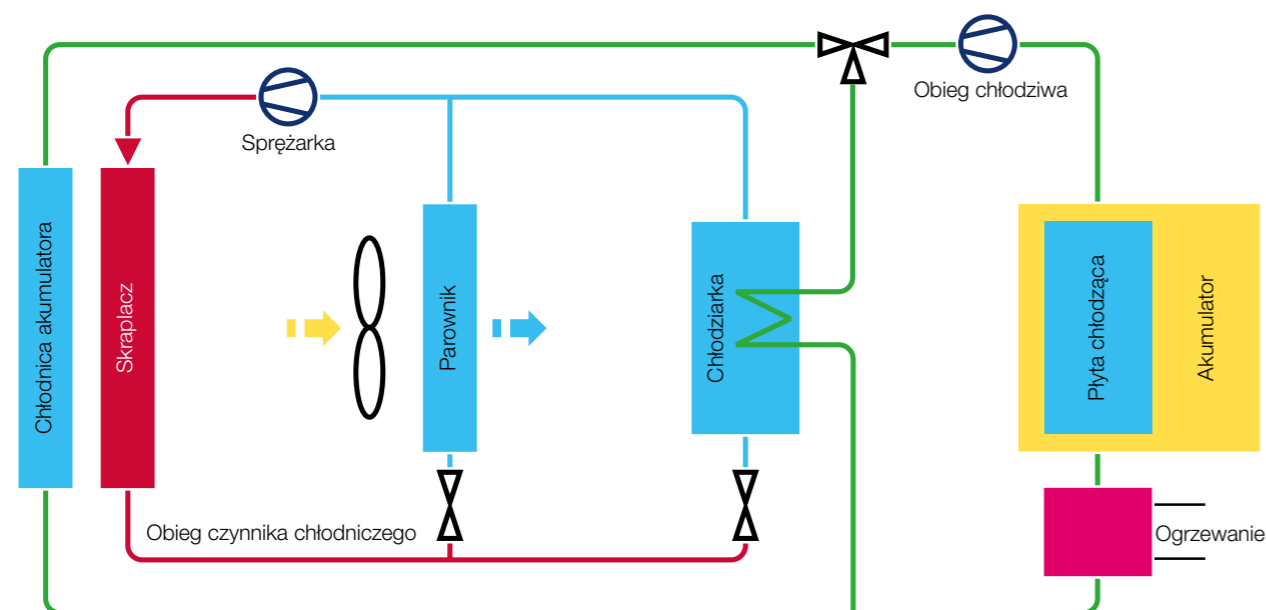 Obieg chłodziwa
Sprężarka
Chłodnica akumulatora
Skraplacz
Parownik
Chłodziarka
Płyta chłodząca
Akumulator
Obieg czynnika chłodniczego
Ogrzewanie